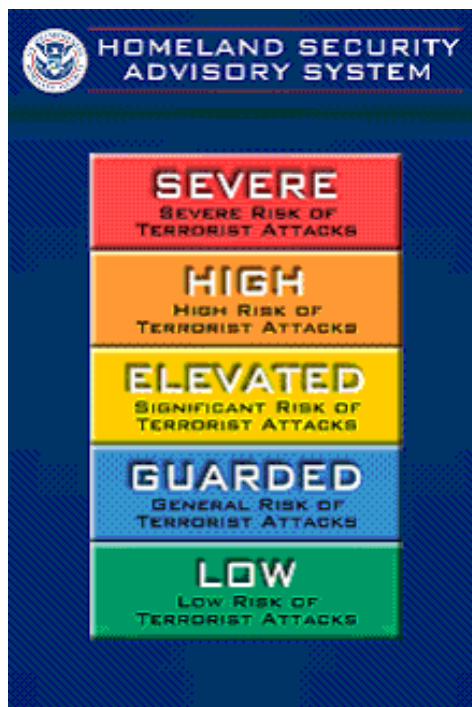 HOMELAND SECURITY
ADVISORY SYSTEM
SEVERE
SEVERE RISK OF
TERRORIST ATTACKS
HIGH
HIGH RISK OF
TERRORIST ATTACKS
ELEVATED
SIGNIFICANT RISK OF
TERRORIST ATTACKS
GUARDED
GENERAL RISK OF
TERRORIST ATTACKS
LOW
LOW RISK OF
TERRORIST ATTACKS